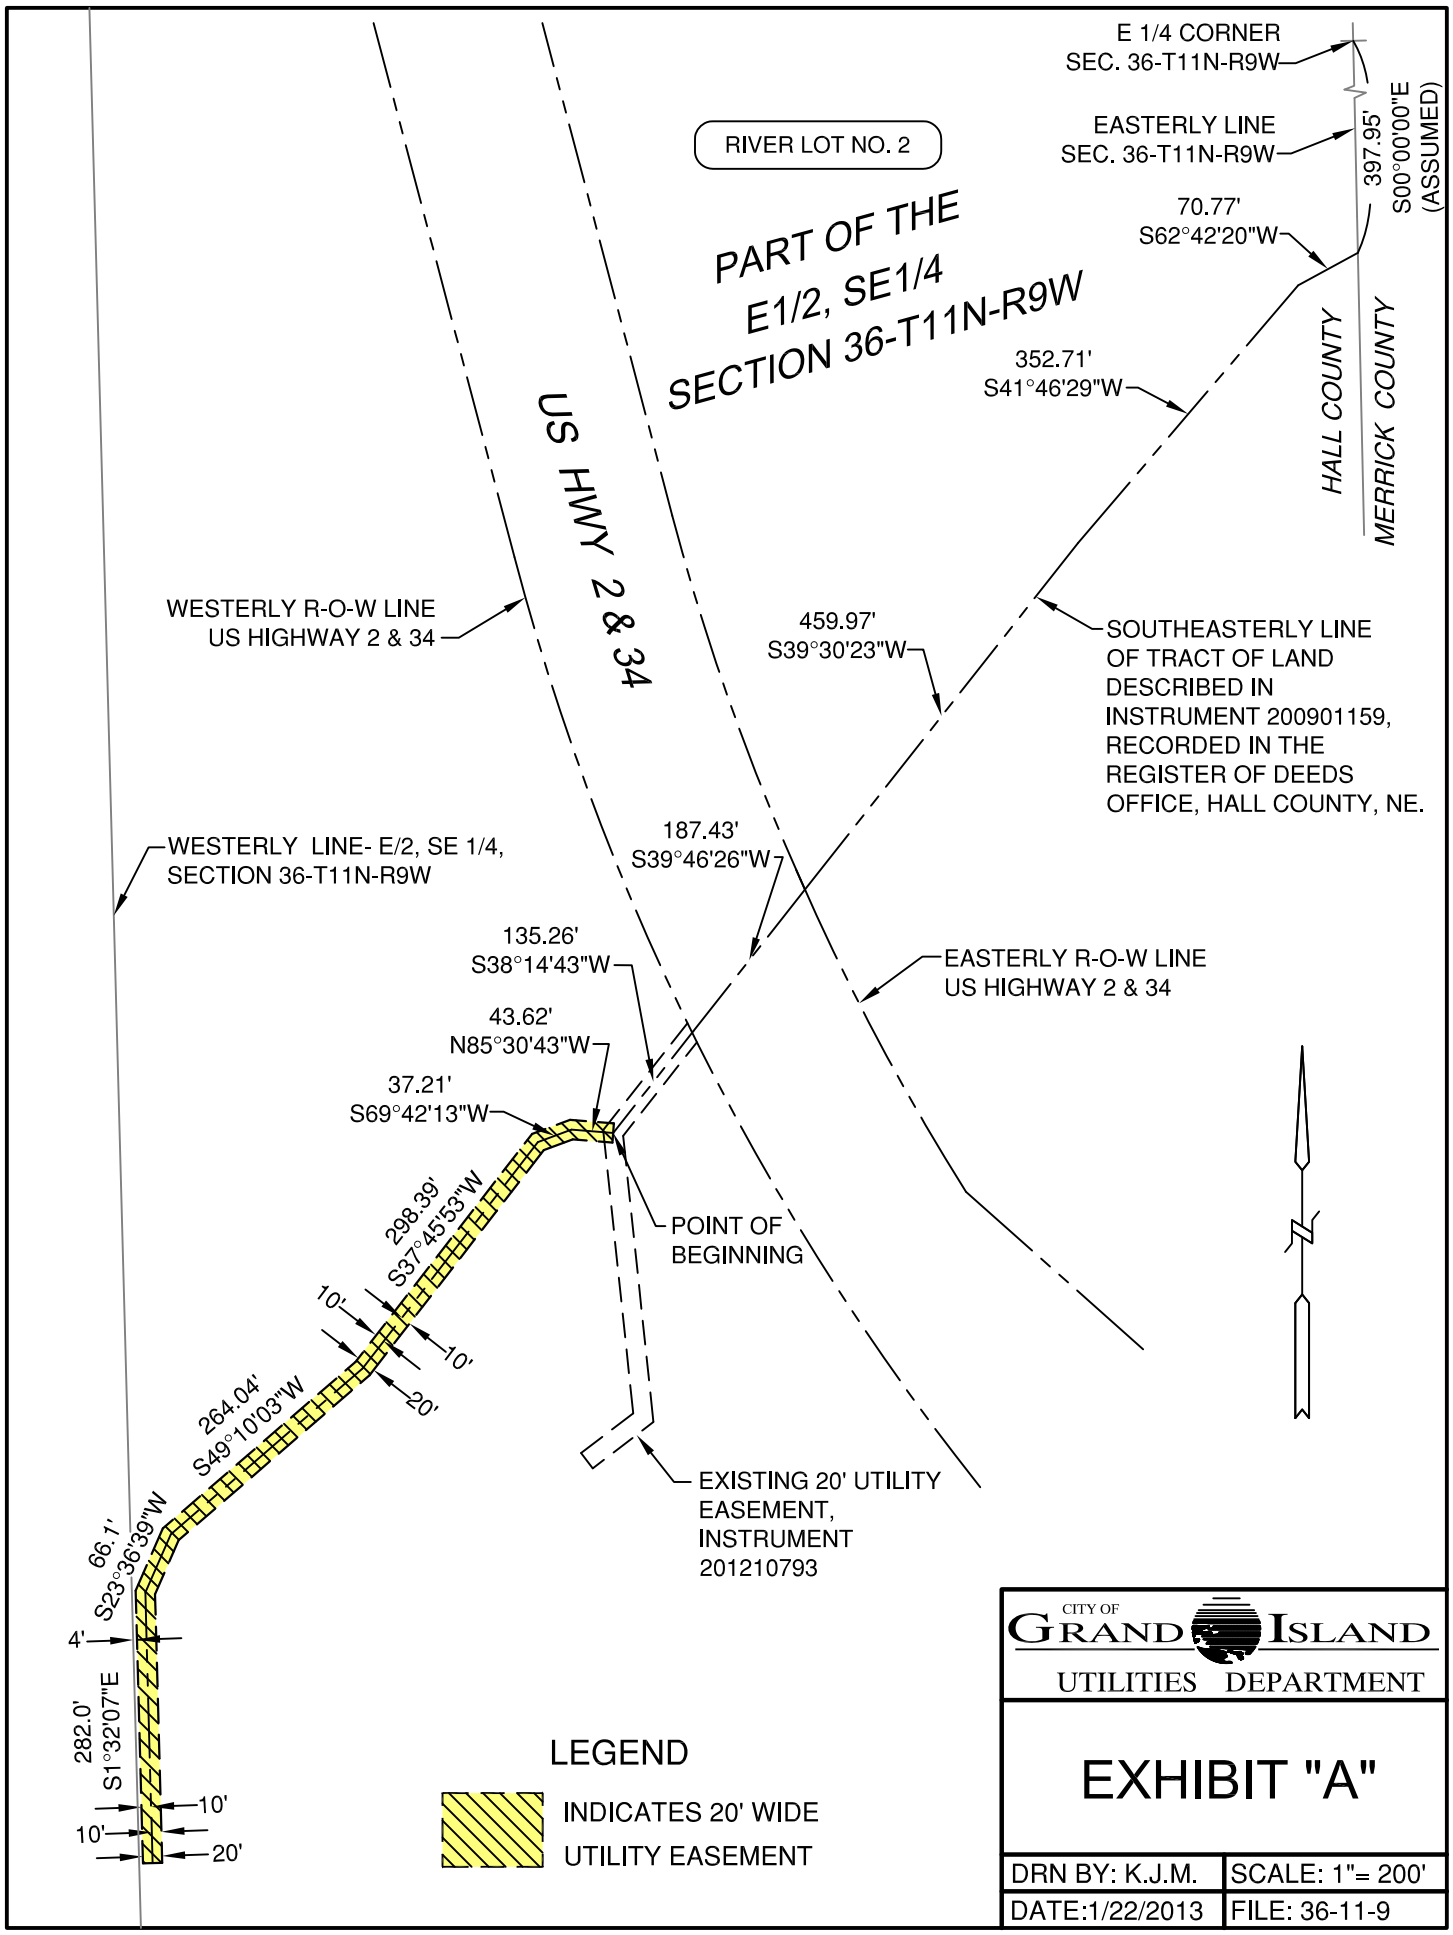 E 1/4 CORNER
SEC. 36-T11N-R9W
EASTERLY LINE
SEC. 36-T11N-R9W
397.95'
S00°00'00"E
(ASSUMED)
RIVER LOT NO. 2
PART OF THE
E1/2, SE1/4
SECTION 36-T11N-R9W
70.77'
S62°42'20"W
352.71'
S41°46'29"W
HALL COUNTY
MERRICK COUNTY
US HWY 2 & 34
WESTERLY R-O-W LINE
US HIGHWAY 2 & 34
459.97'
S39°30'23"W
SOUTHEASTERLY LINE
OF TRACT OF LAND
DESCRIBED IN
INSTRUMENT 200901159,
RECORDED IN THE
REGISTER OF DEEDS
OFFICE, HALL COUNTY, NE.
187.43'
S39°46'26"W
WESTERLY LINE- E/2, SE 1/4,
SECTION 36-T11N-R9W
135.26'
S38°14'43"W
EASTERLY R-O-W LINE
US HIGHWAY 2 & 34
43.62'
N85°30'43"W
37.21'
S69°42'13"W
298.39'
S37°45'53"W
POINT OF
BEGINNING
10'
10'
20'
264.04'
S49°10'03"W
EXISTING 20' UTILITY
EASEMENT,
INSTRUMENT
201210793
66.1'
S23°36'39"W
4'
282.0'
S1°32'07"E
10'
10'
20'
LEGEND
INDICATES 20' WIDE
UTILITY EASEMENT
CITY OF
GRAND ISLAND
UTILITIES DEPARTMENT
EXHIBIT "A"
DRN BY: K.J.M.
SCALE: 1"= 200'
DATE:1/22/2013
FILE: 36-11-9